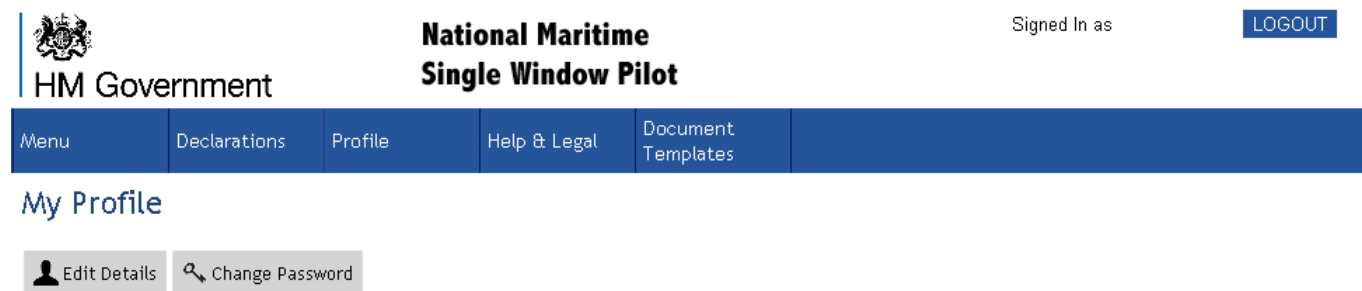 HM Government
National Maritime
Single Window Pilot
Signed In as
LOGOUT
Menu
Declarations
Profile
Help & Legal
Document
Templates
My Profile
Edit Details
Change Password